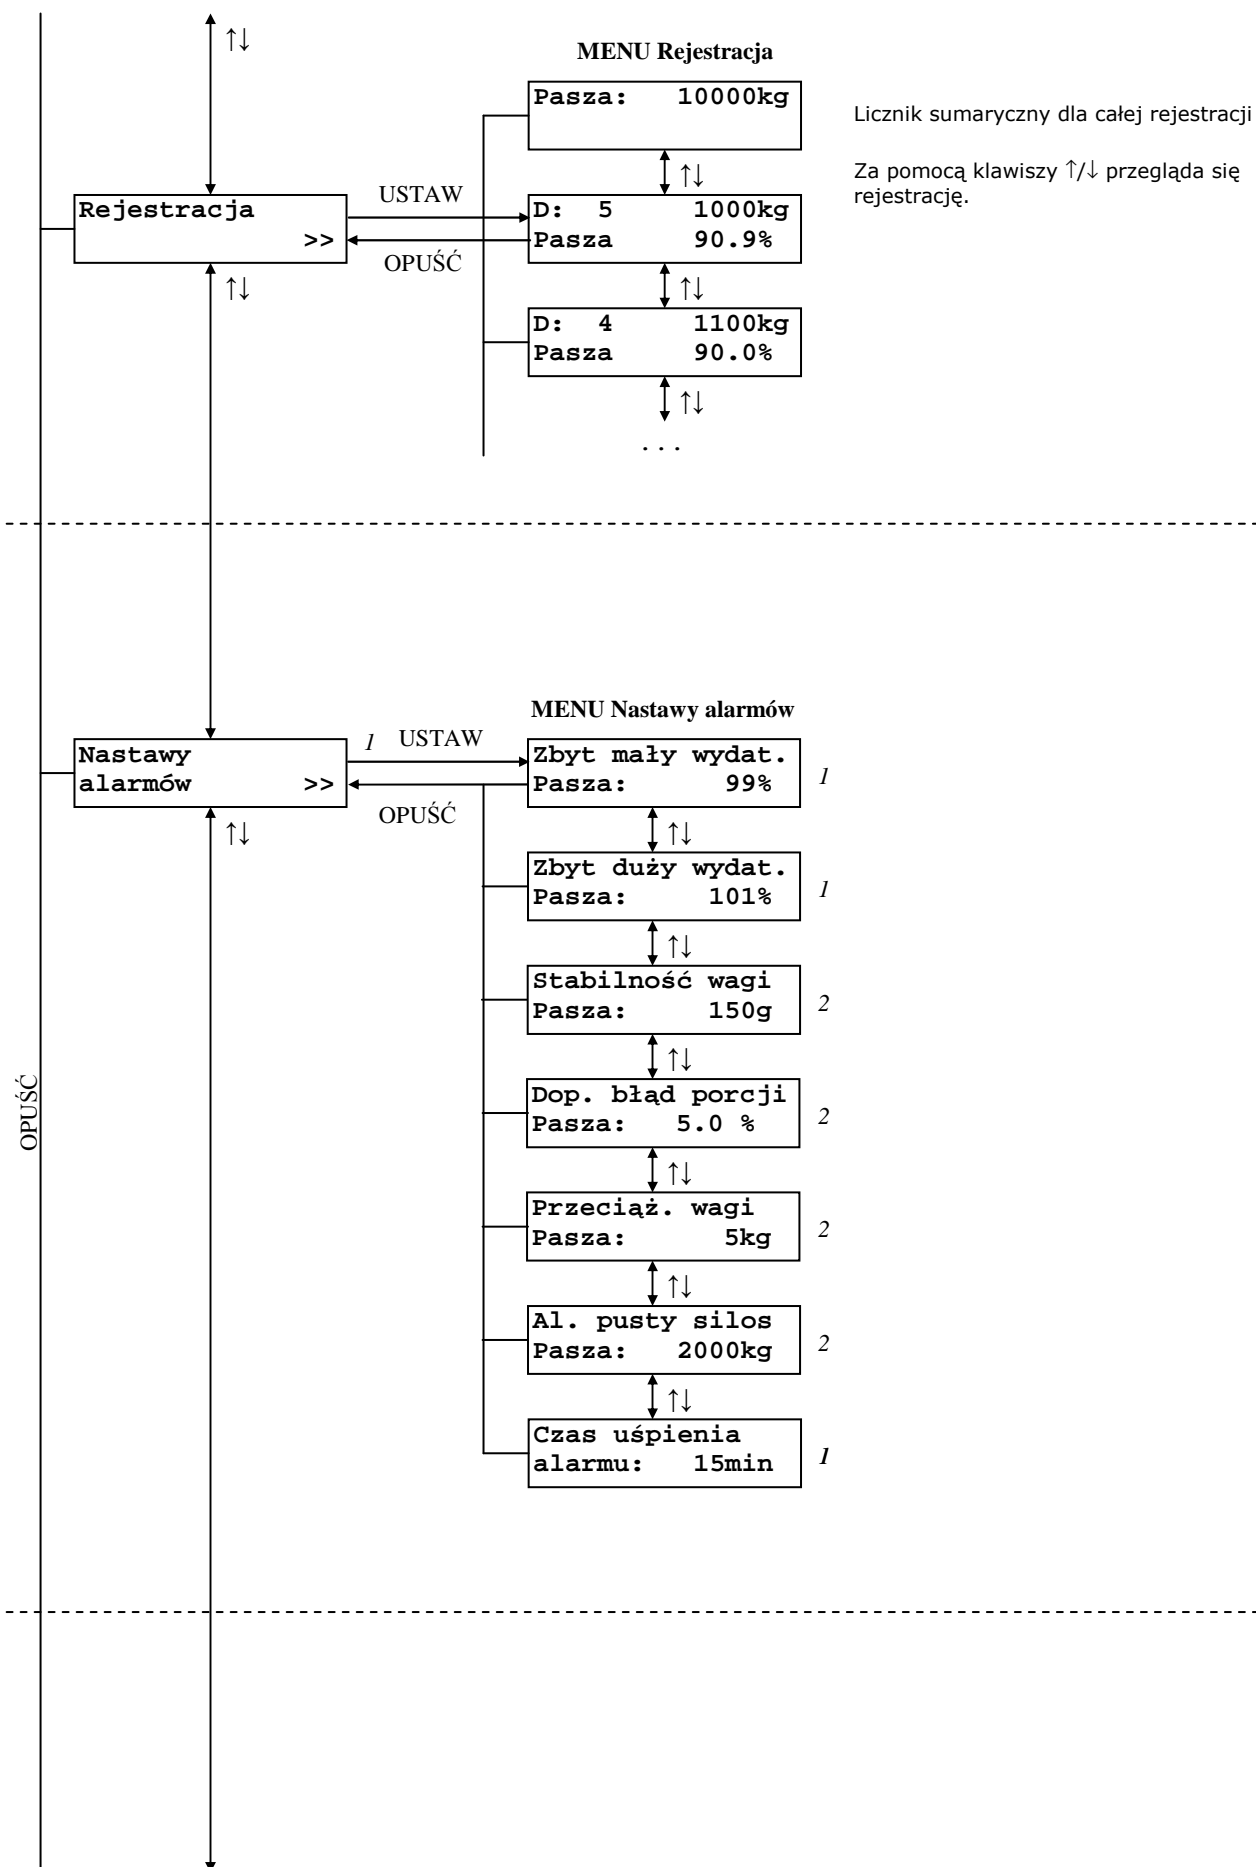 ↑↓
MENU Rejestracja
Pasza: 10000kg
Licznik sumaryczny dla całej rejestracji
↑↓
Za pomocą klawiszy ↑/↓ przegląda się
rejestrację.
Rejestracja
>>
USTAW
OPUŚĆ
D: 5 1000kg
Pasza 90.9%
↑↓
↑↓
D: 4 1100kg
Pasza 90.0%
↑↓
...
MENU Nastawy alarmów
Nastawy
alarmów >>
1 USTAW
OPUŚĆ
Zbyt mały wydat.
Pasza: 99%
1
↑↓
↑↓
Zbyt duży wydat.
Pasza: 101%
1
↑↓
Stabilność wagi
Pasza: 150g
2
↑↓
Dop. błąd porcji
Pasza: 5.0 %
2
OPUŚĆ
↑↓
Przeciąż. wagi
Pasza: 5kg
2
↑↓
Al. pusty silos
Pasza: 2000kg
2
↑↓
Czas uśpienia
alarmu: 15min
1